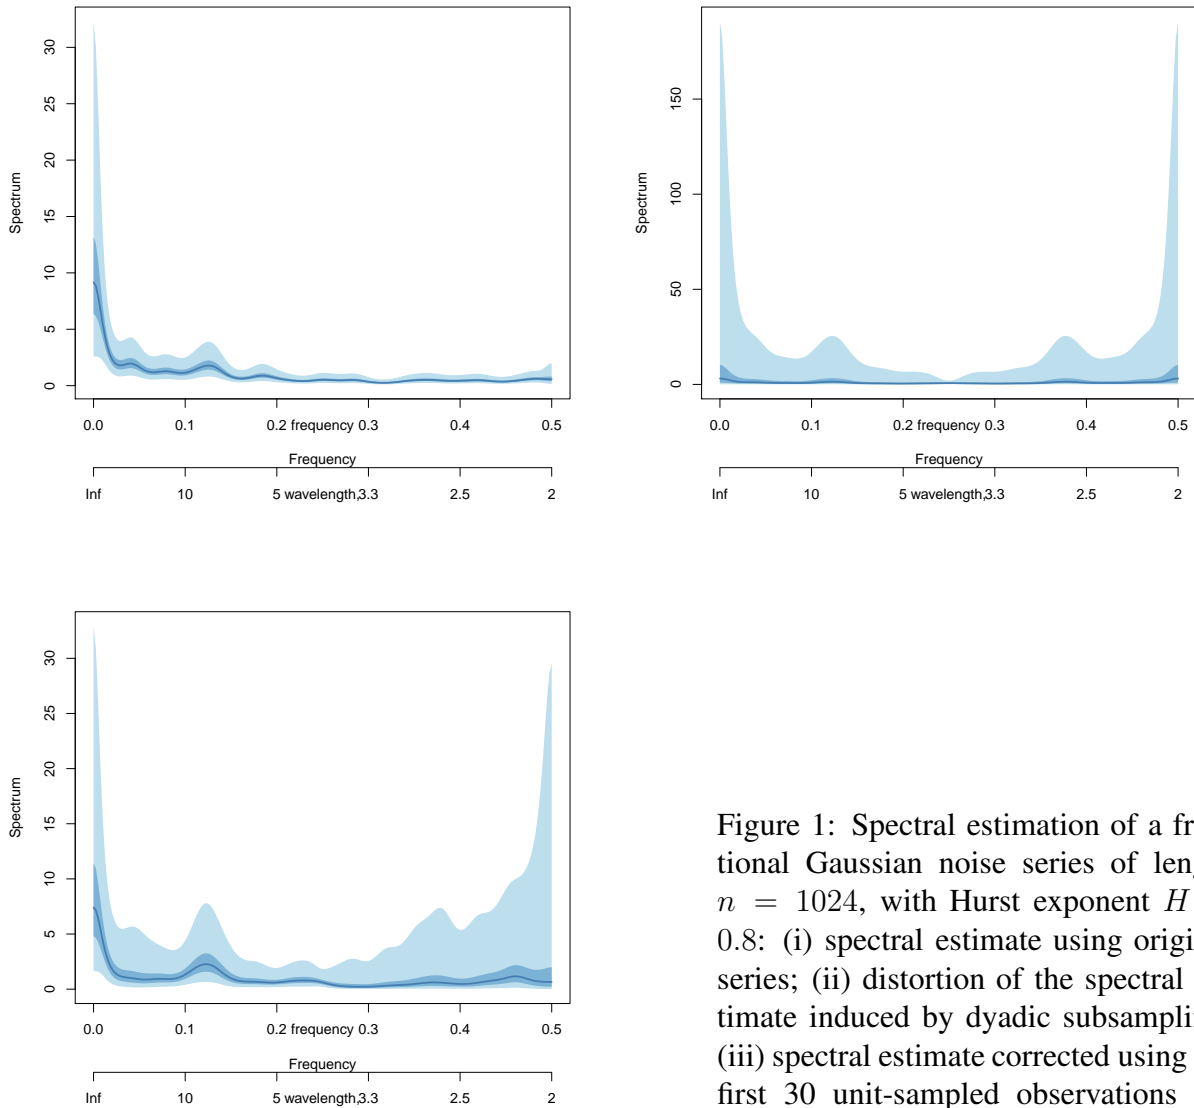 30
25
20
15
10
5
0
Spectrum
0.0 0.1 0.2 frequency 0.3 0.4 0.5
Frequency
Inf 10 5 wavelength,3.3 2.5 2
150
100
50
0
Spectrum
0.0 0.1 0.2 frequency 0.3 0.4 0.5
Frequency
Inf 10 5 wavelength,3.3 2.5 2
30
25
20
15
10
5
0
Spectrum
0.0 0.1 0.2 frequency 0.3 0.4 0.5
Frequency
Inf 10 5 wavelength,3.3 2.5 2
Figure 1: Spectral estimation of a fr
tional Gaussian noise series of leng
n = 1024, with Hurst exponent H
0.8: (i) spectral estimate using origi
series; (ii) distortion of the spectral
timate induced by dyadic subsampli
(iii) spectral estimate corrected using
first 30 unit-sampled observations